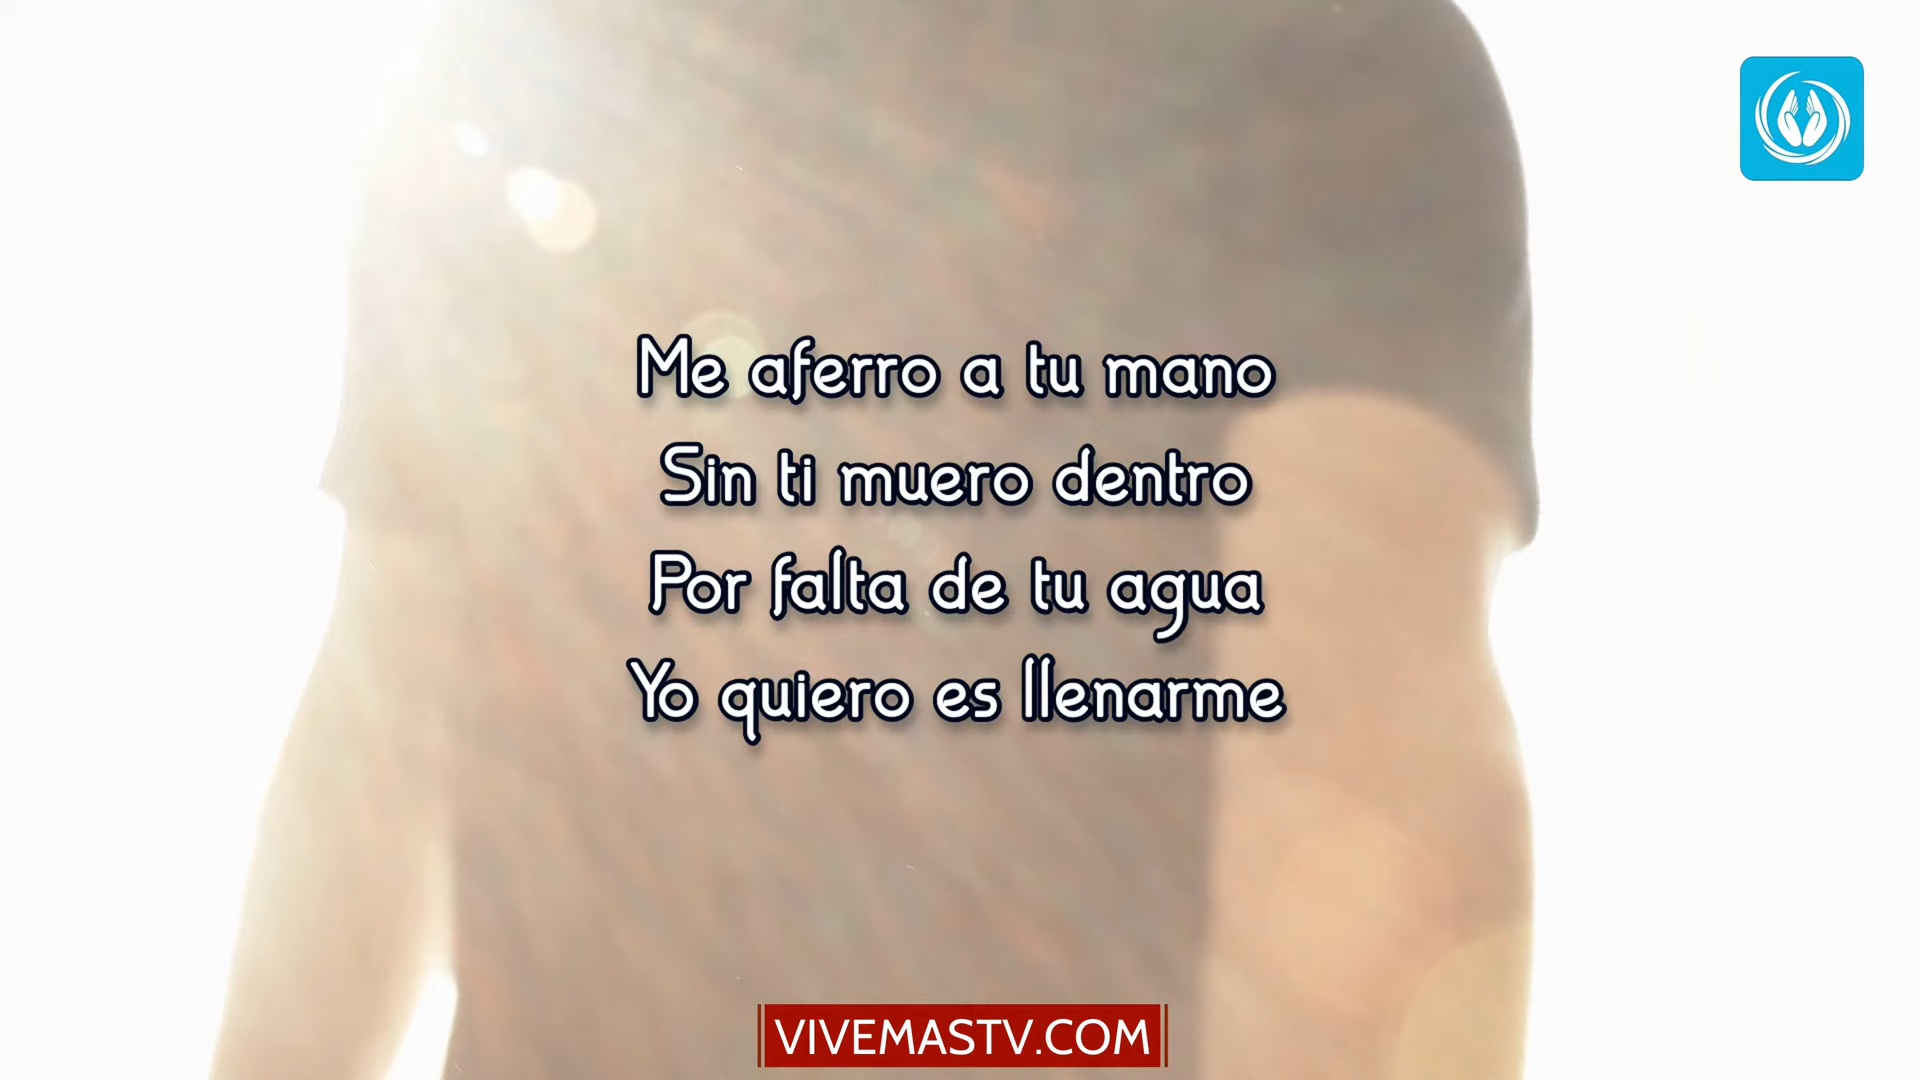 Me aferro a tu mano
Sin ti muero dentro
Por falta de tu agua
Yo quiero es llenarme
VIVEMASTV.COM